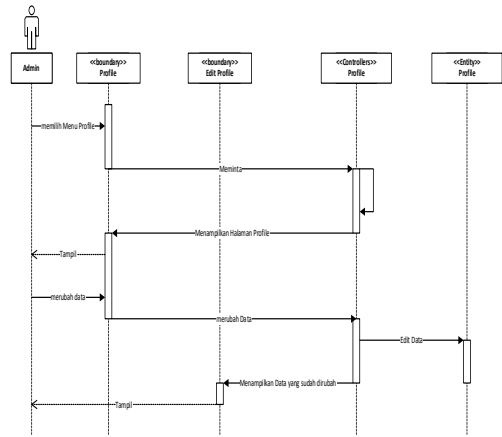 Admin
<<boundary>>
Profile
<<boundary>>
Edit Profile
<<Controllers>>
Profile
<<Entity>>
Profile
memilih Menu Profile
Meminta
Menampilkan Halaman Profile
Tampil
merubah data
merubah Data
Edit Data
Menampilkan Data yang sudah dirubah
Tampil